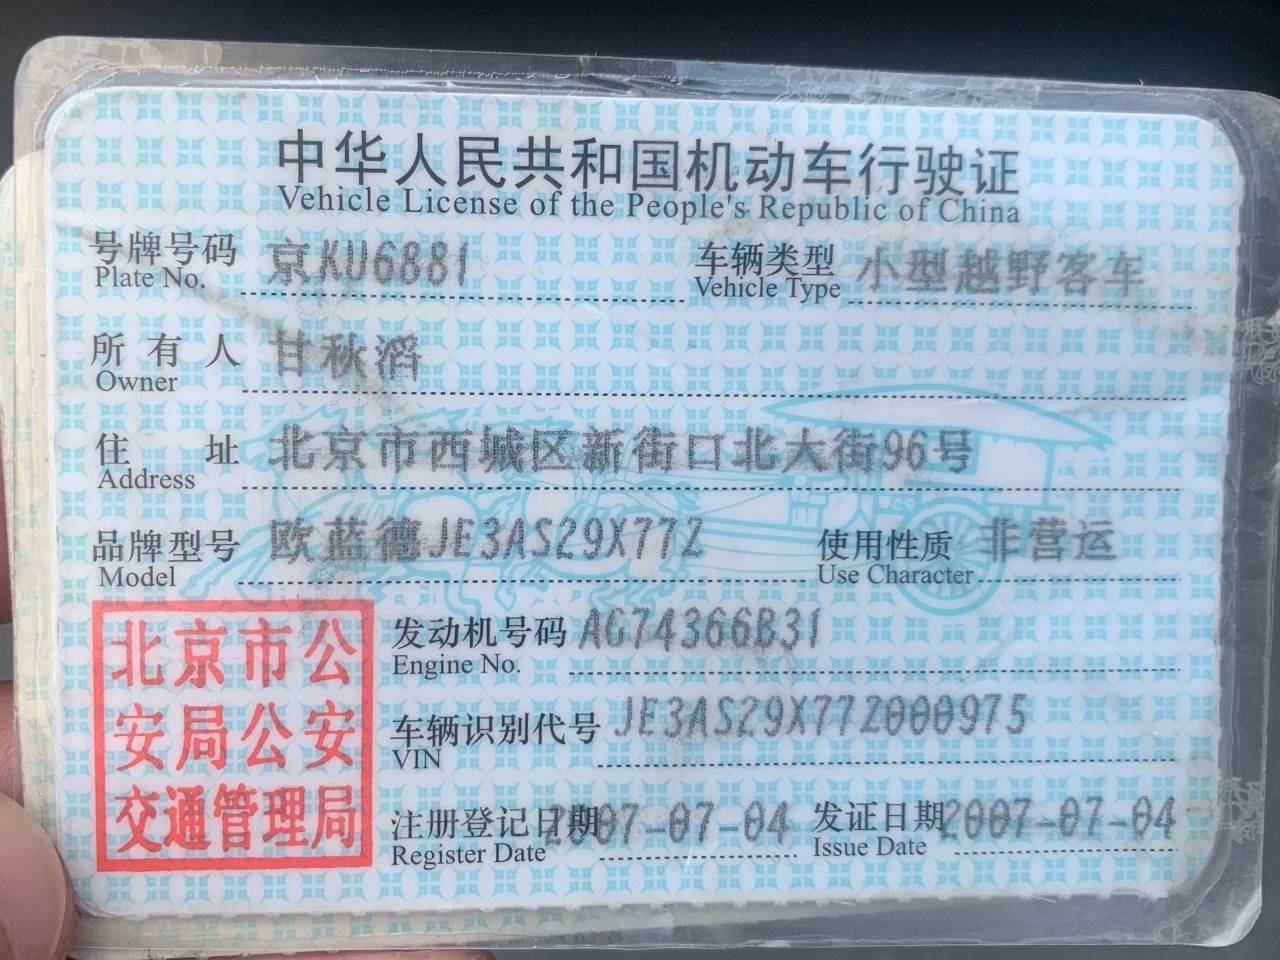 中华人民共和国机动车行驶证
Vehicle License of the People's Republic of China
号牌号码 京KU6881 车辆类型 小型越野客车
Plate No. Vehicle Type
所有人 甘秋滔
Owner
住址 北京市西城区新街口北大街96号
Address
品牌型号 欧蓝德JE3AS29X77Z 使用性质 非营运
Model Use Character
北京市公
安局公安
交通管理局
发动机号码 AG74366B31
Engine No.
车辆识别代号 JE3AS29X77Z000975
VIN
注册登记日期 2007-07-04 发证日期 2007-07-04
Register Date Issue Date